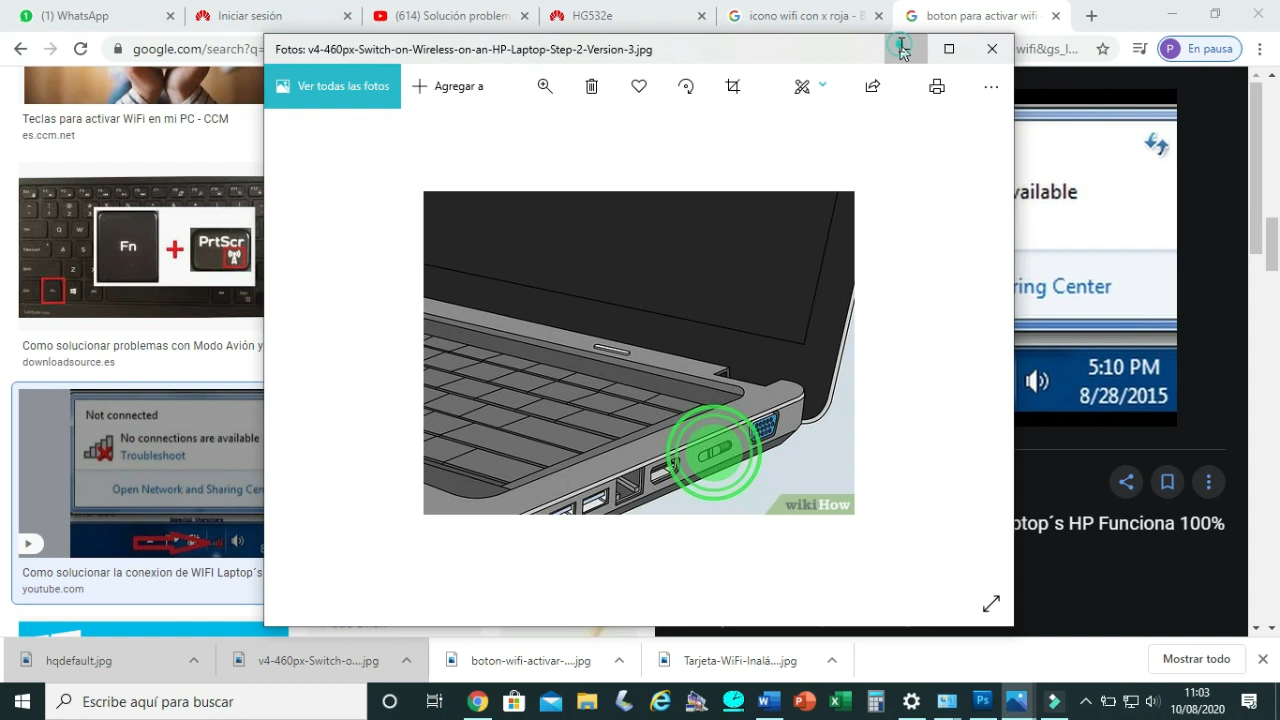 (1) WhatsApp
Iniciar sesión
(614) Solución problem
HG532e
icono wifi con x roja - B
boton para activar wifi
google.com/search?q=
wifi&gs_l...
P En pausa
Fotos: v4-460px-Switch-on-Wireless-on-an-HP-Laptop-Step-2-Version-3.jpg
Ver todas las fotos
Agregar a
Teclas para activar WiFi en mi PC - CCM
es.ccm.net
Fn
+
PrtScr
Como solucionar problemas con Modo Avión y
downloadsource.es
Not connected
No connections are available
Troubleshoot
Open Network and Sharing Cen
Como solucionar la conexion de WIFI Laptop´s
youtube.com
wikiHow
vailable
ring Center
5:10 PM
8/28/2015
ptop´s HP Funciona 100%
hqdefault.jpg
v4-460px-Switch-o....jpg
boton-wifi-activar-....jpg
Tarjeta-WiFi-Inalá....jpg
Mostrar todo
Escribe aquí para buscar
11:03
10/08/2020